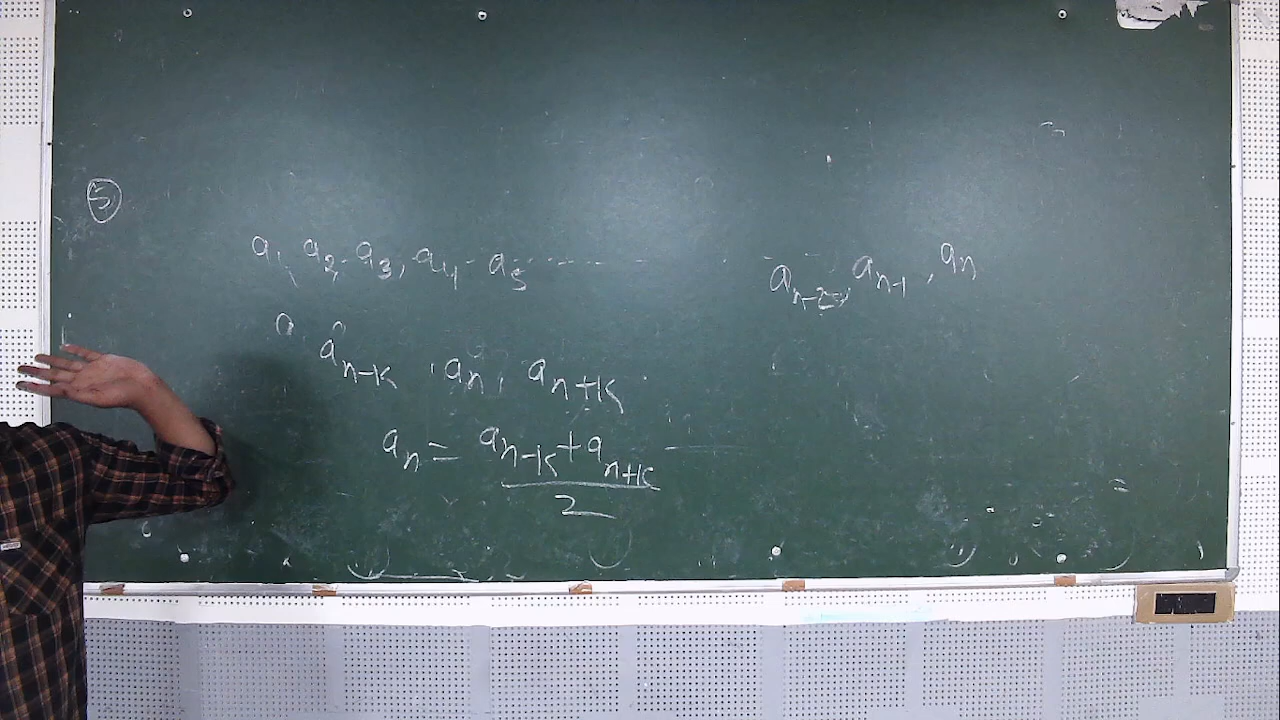 ⑤
a₁, a₂, a₃, a₄, a₅ ............ aₙ₋₂, aₙ₋₁, aₙ
aₙ₋ₖ, aₙ, aₙ₊ₖ
aₙ = (aₙ₋ₖ + aₙ₊ₖ)/2